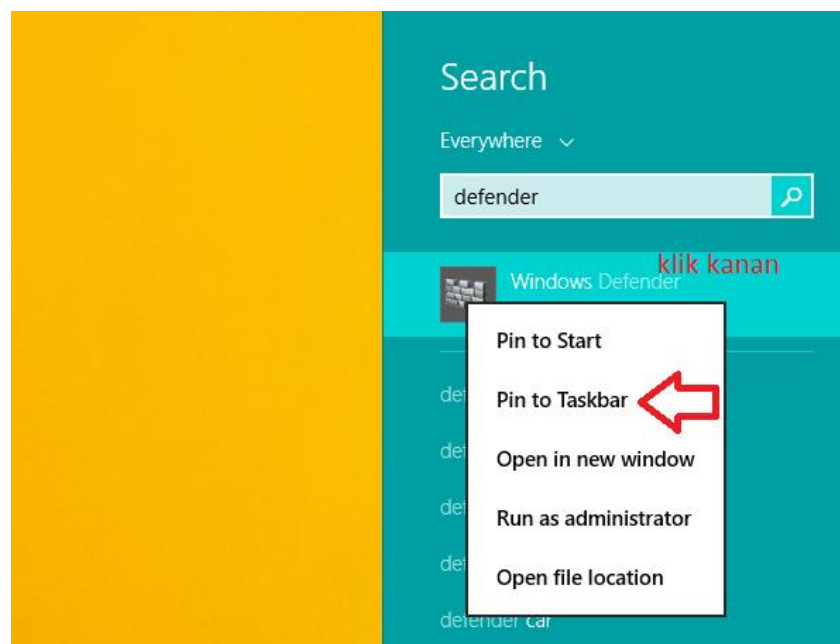 Search
Everywhere
defender
klik kanan
Windows Defender
Pin to Start
Pin to Taskbar
Open in new window
Run as administrator
Open file location
defender car